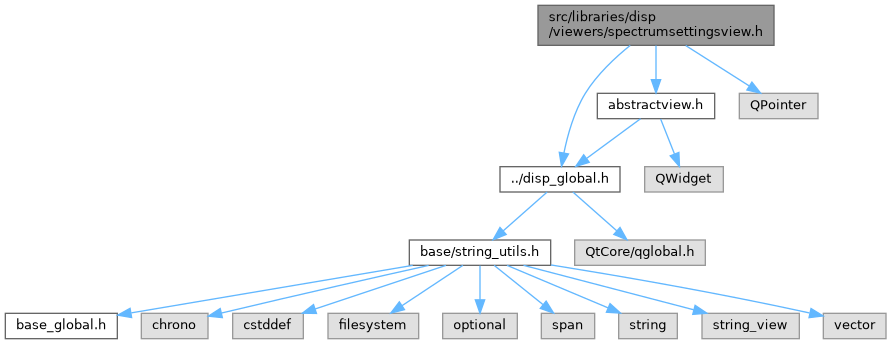 src/libraries/disp
/viewers/spectrumsettingsview.h
abstractview.h
QPointer
../disp_global.h
QWidget
base/string_utils.h
QtCore/qglobal.h
base_global.h
chrono
cstddef
filesystem
optional
span
string
string_view
vector